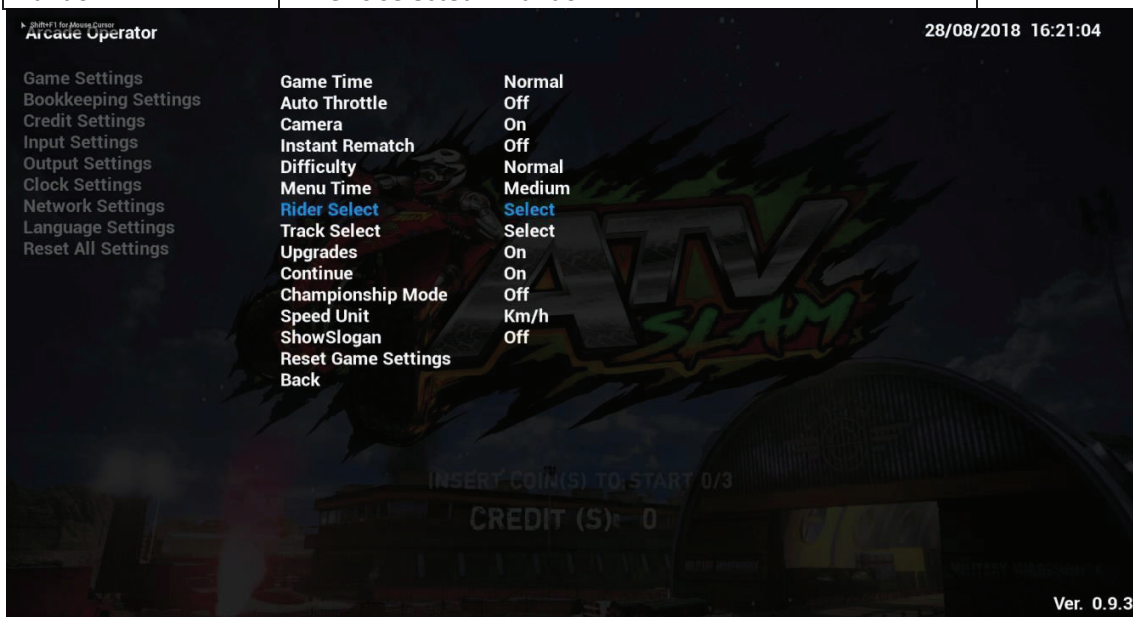 Shift+F1 for Mouse Cursor
Arcade Operator
28/08/2018 16:21:04
Game Settings
Bookkeeping Settings
Credit Settings
Input Settings
Output Settings
Clock Settings
Network Settings
Language Settings
Reset All Settings
Game Time Normal
Auto Throttle Off
Camera On
Instant Rematch Off
Difficulty Normal
Menu Time Medium
Rider Select Select
Track Select Select
Upgrades On
Continue On
Championship Mode Off
Speed Unit Km/h
ShowSlogan Off
Reset Game Settings
Back
ATV
SLAM
INSERT COIN(S) TO START 0/3
CREDIT (S): 0
Ver. 0.9.3